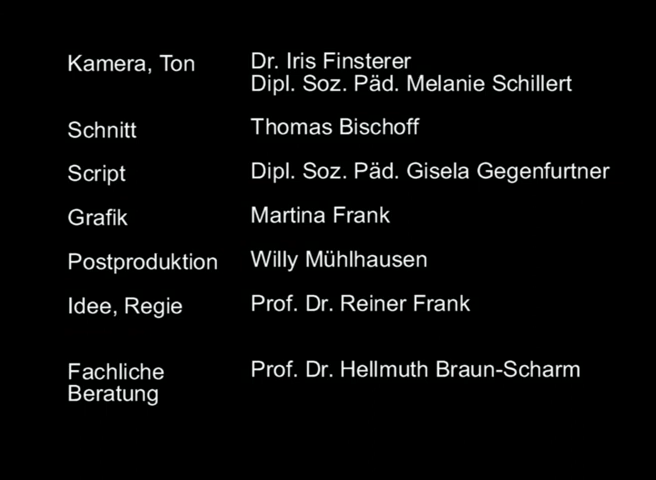 Kamera, Ton Dr. Iris Finsterer
Dipl. Soz. Päd. Melanie Schillert
Schnitt Thomas Bischoff
Script Dipl. Soz. Päd. Gisela Gegenfurtner
Grafik Martina Frank
Postproduktion Willy Mühlhausen
Idee, Regie Prof. Dr. Reiner Frank
Fachliche Prof. Dr. Hellmuth Braun-Scharm
Beratung